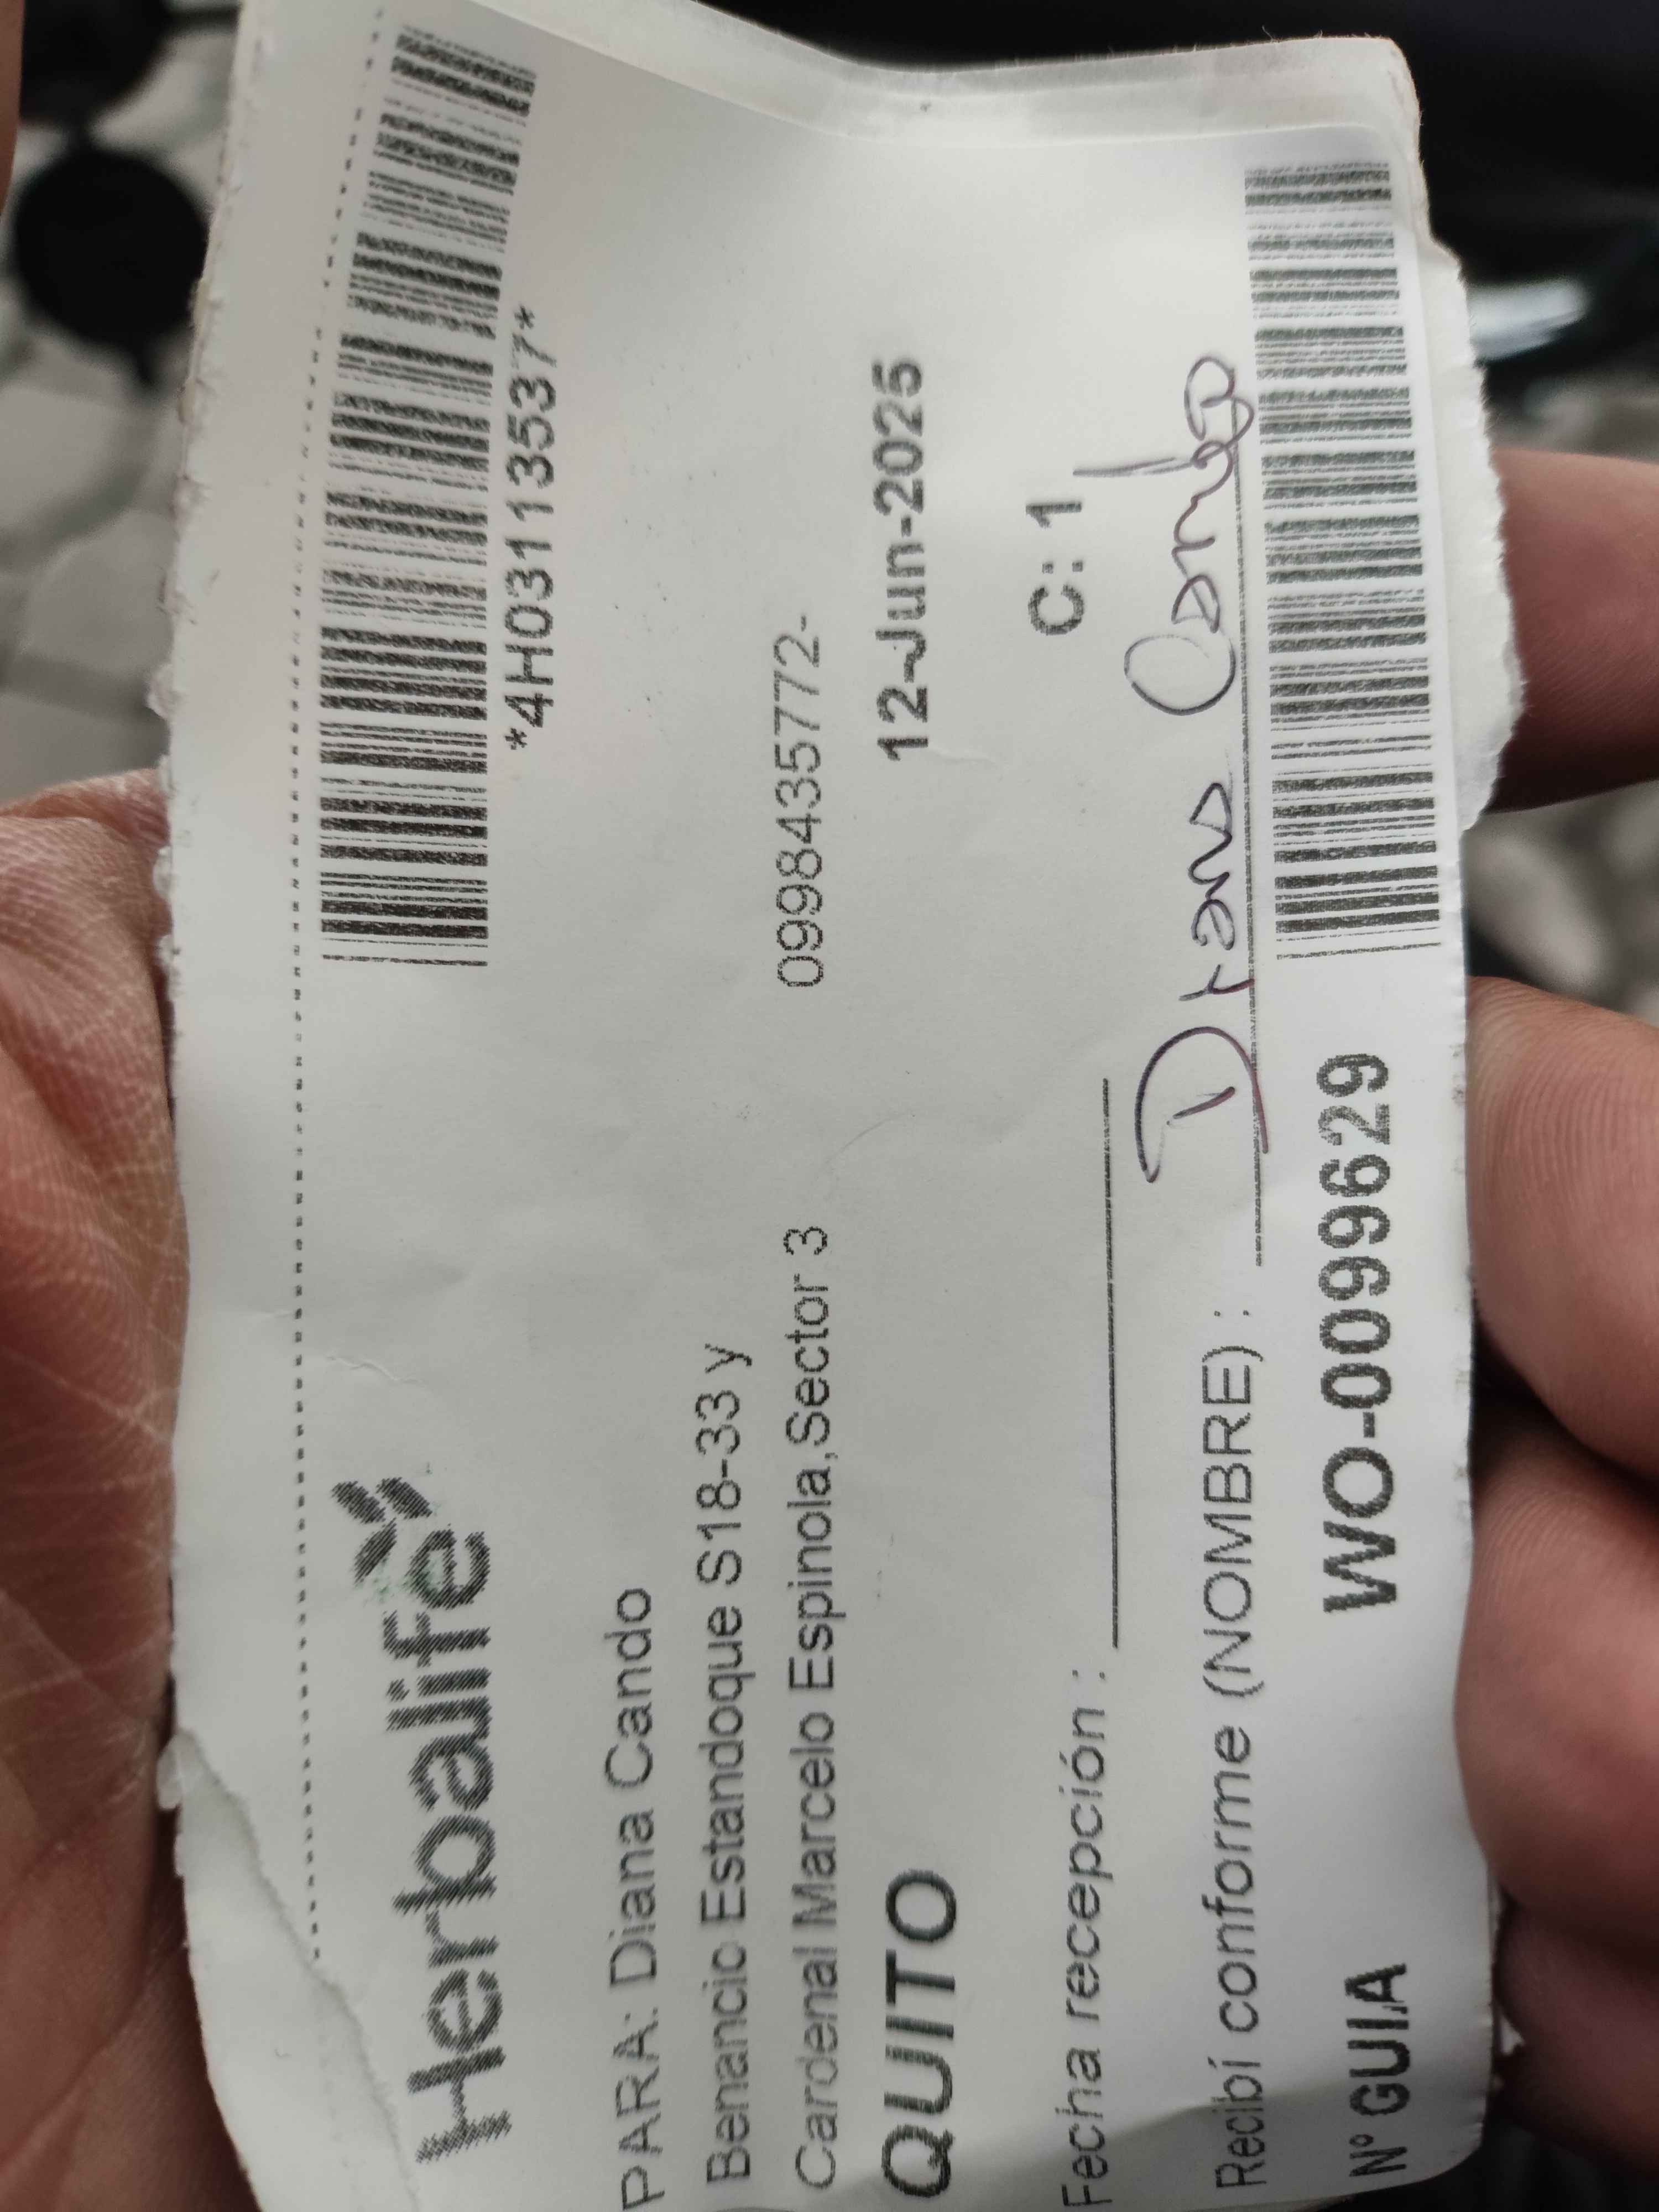 Herbalife
*4H03113537*
PARA: Diana Cando
Benancio Estandoque S18-33 y
Cardenal Marcelo Espinola,Sector 3 0998435772-
QUITO 12-Jun-2025
C: 1
Fecha recepción :
Recibí conforme (NOMBRE) : Diana Cando
Nº GUIA WO-0099629